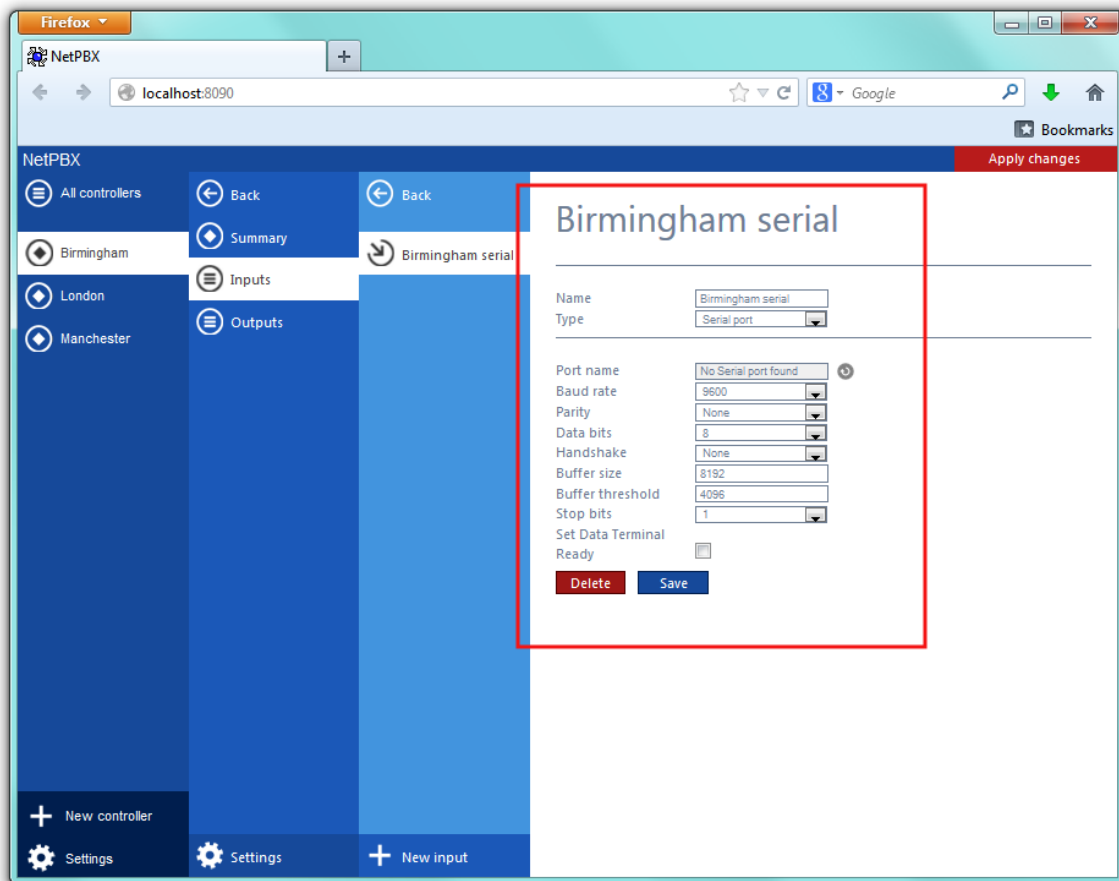 Firefox
NetPBX
localhost:8090
Google
Bookmarks
NetPBX
Apply changes
All controllers
Birmingham
London
Manchester
New controller
Settings
Back
Summary
Inputs
Outputs
Settings
Back
Birmingham serial
New input
Birmingham serial
Name Birmingham serial
Type Serial port
Port name No Serial port found
Baud rate 9600
Parity None
Data bits 8
Handshake None
Buffer size 8192
Buffer threshold 4096
Stop bits 1
Set Data Terminal
Ready
Delete Save